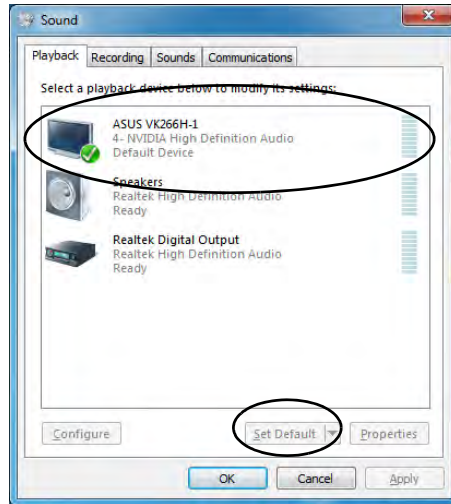 Sound
Playback Recording Sounds Communications
Select a playback device below to modify its settings:
ASUS VK266H-1
4- NVIDIA High Definition Audio
Default Device
Speakers
Realtek High Definition Audio
Ready
Realtek Digital Output
Realtek High Definition Audio
Ready
Configure Set Default Properties
OK Cancel Apply